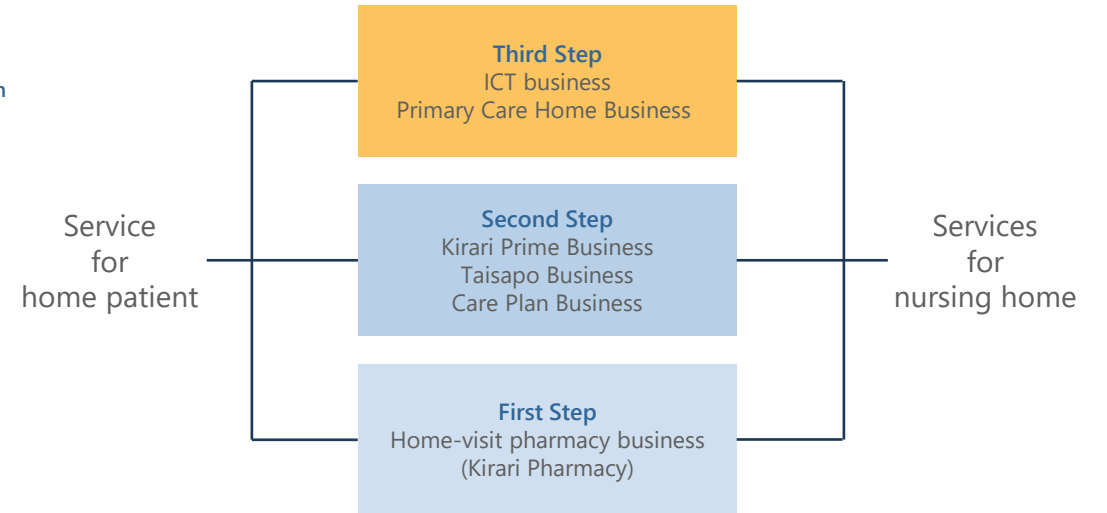 Third Step
ICT business
Primary Care Home Business
Service
for
home patient
Second Step
Kirari Prime Business
Taisapo Business
Care Plan Business
Services
for
nursing home
First Step
Home-visit pharmacy business
(Kirari Pharmacy)